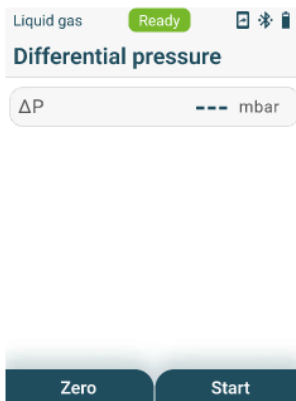 Liquid gas Ready
Differential pressure
ΔP --- mbar
Zero Start